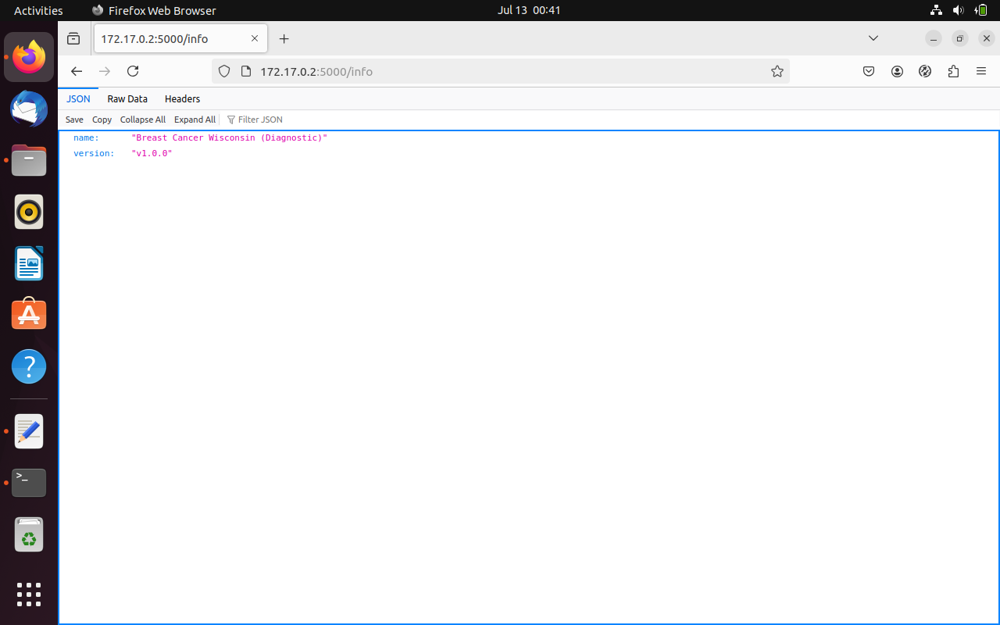 Activities
Firefox Web Browser
Jul 13 00:41
172.17.0.2:5000/info
172.17.0.2:5000/info
JSON
Raw Data
Headers
Save
Copy
Collapse All
Expand All
Filter JSON
name: "Breast Cancer Wisconsin (Diagnostic)"
version: "v1.0.0"
>_
?